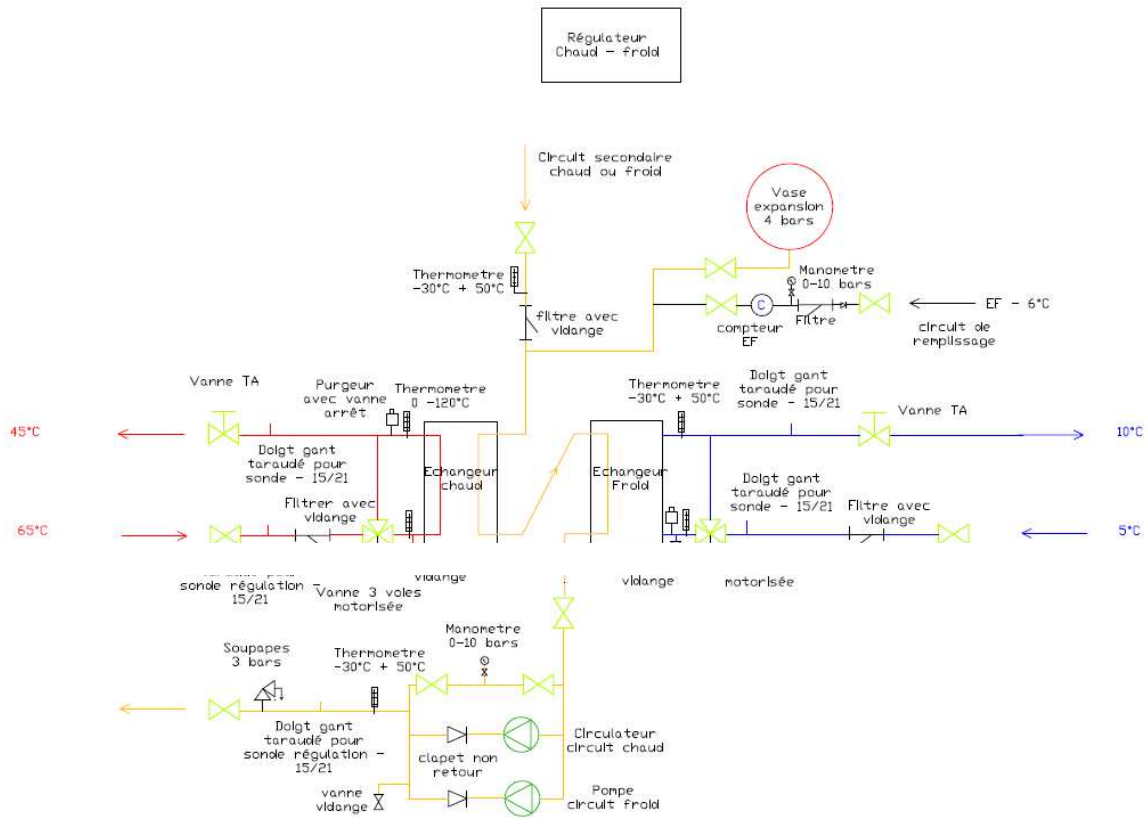 Régulateur
Chaud - froid
Circuit secondaire
chaud ou froid
Vase
expansion
4 bars
Thermometre
-30°C + 50°C
Manometre
0-10 bars
filtre avec
vidange
C
compteur
EF
Filtre
EF - 6°C
circuit de
remplissage
Vanne TA
Purgeur
avec vanne
arrêt
Thermometre
0 -120°C
Thermometre
-30°C + 50°C
Doigt gant
taraudé pour
sonde - 15/21
Vanne TA
45°C
10°C
Doigt gant
taraudé pour
sonde - 15/21
Echangeur
chaud
Echangeur
Froid
Doigt gant
taraudé pour
sonde - 15/21
Filtrer avec
vidange
Filtre avec
vidange
65°C
5°C
vidange
vidange
motorisée
sonde régulation -
15/21
Vanne 3 voies
motorisée
Soupapes
3 bars
Thermometre
-30°C + 50°C
Manometre
0-10 bars
Doigt gant
taraudé pour
sonde régulation -
15/21
clapet non
retour
Circulateur
circuit chaud
vanne
vidange
Pompe
circuit froid